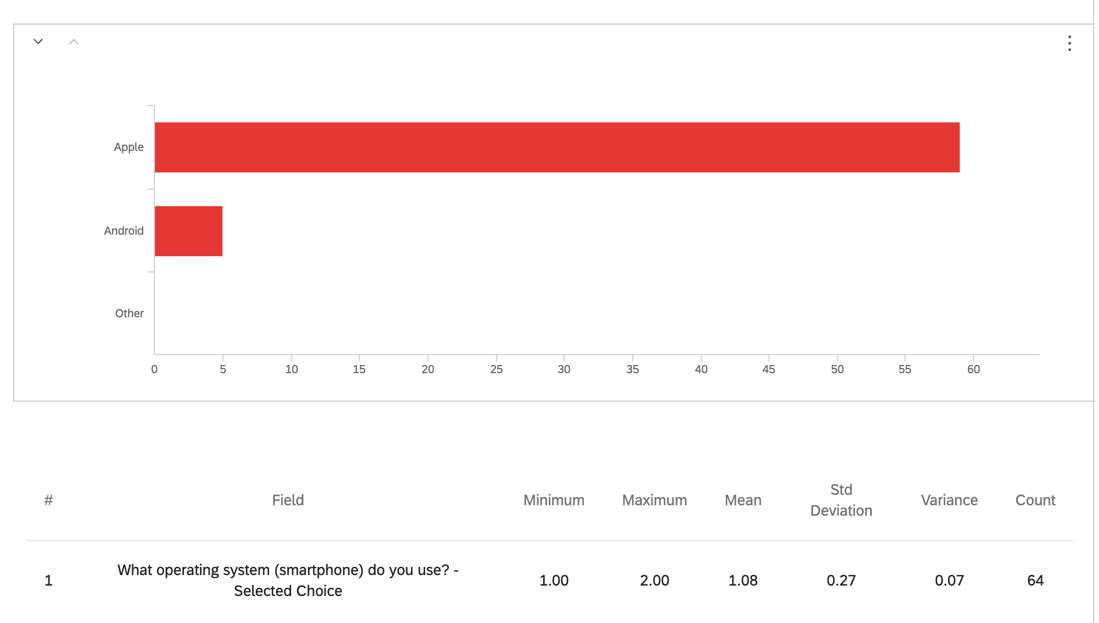 Apple
Android
Other
0 5 10 15 20 25 30 35 40 45 50 55 60
# Field Minimum Maximum Mean Std Deviation Variance Count
1 What operating system (smartphone) do you use? - Selected Choice 1.00 2.00 1.08 0.27 0.07 64